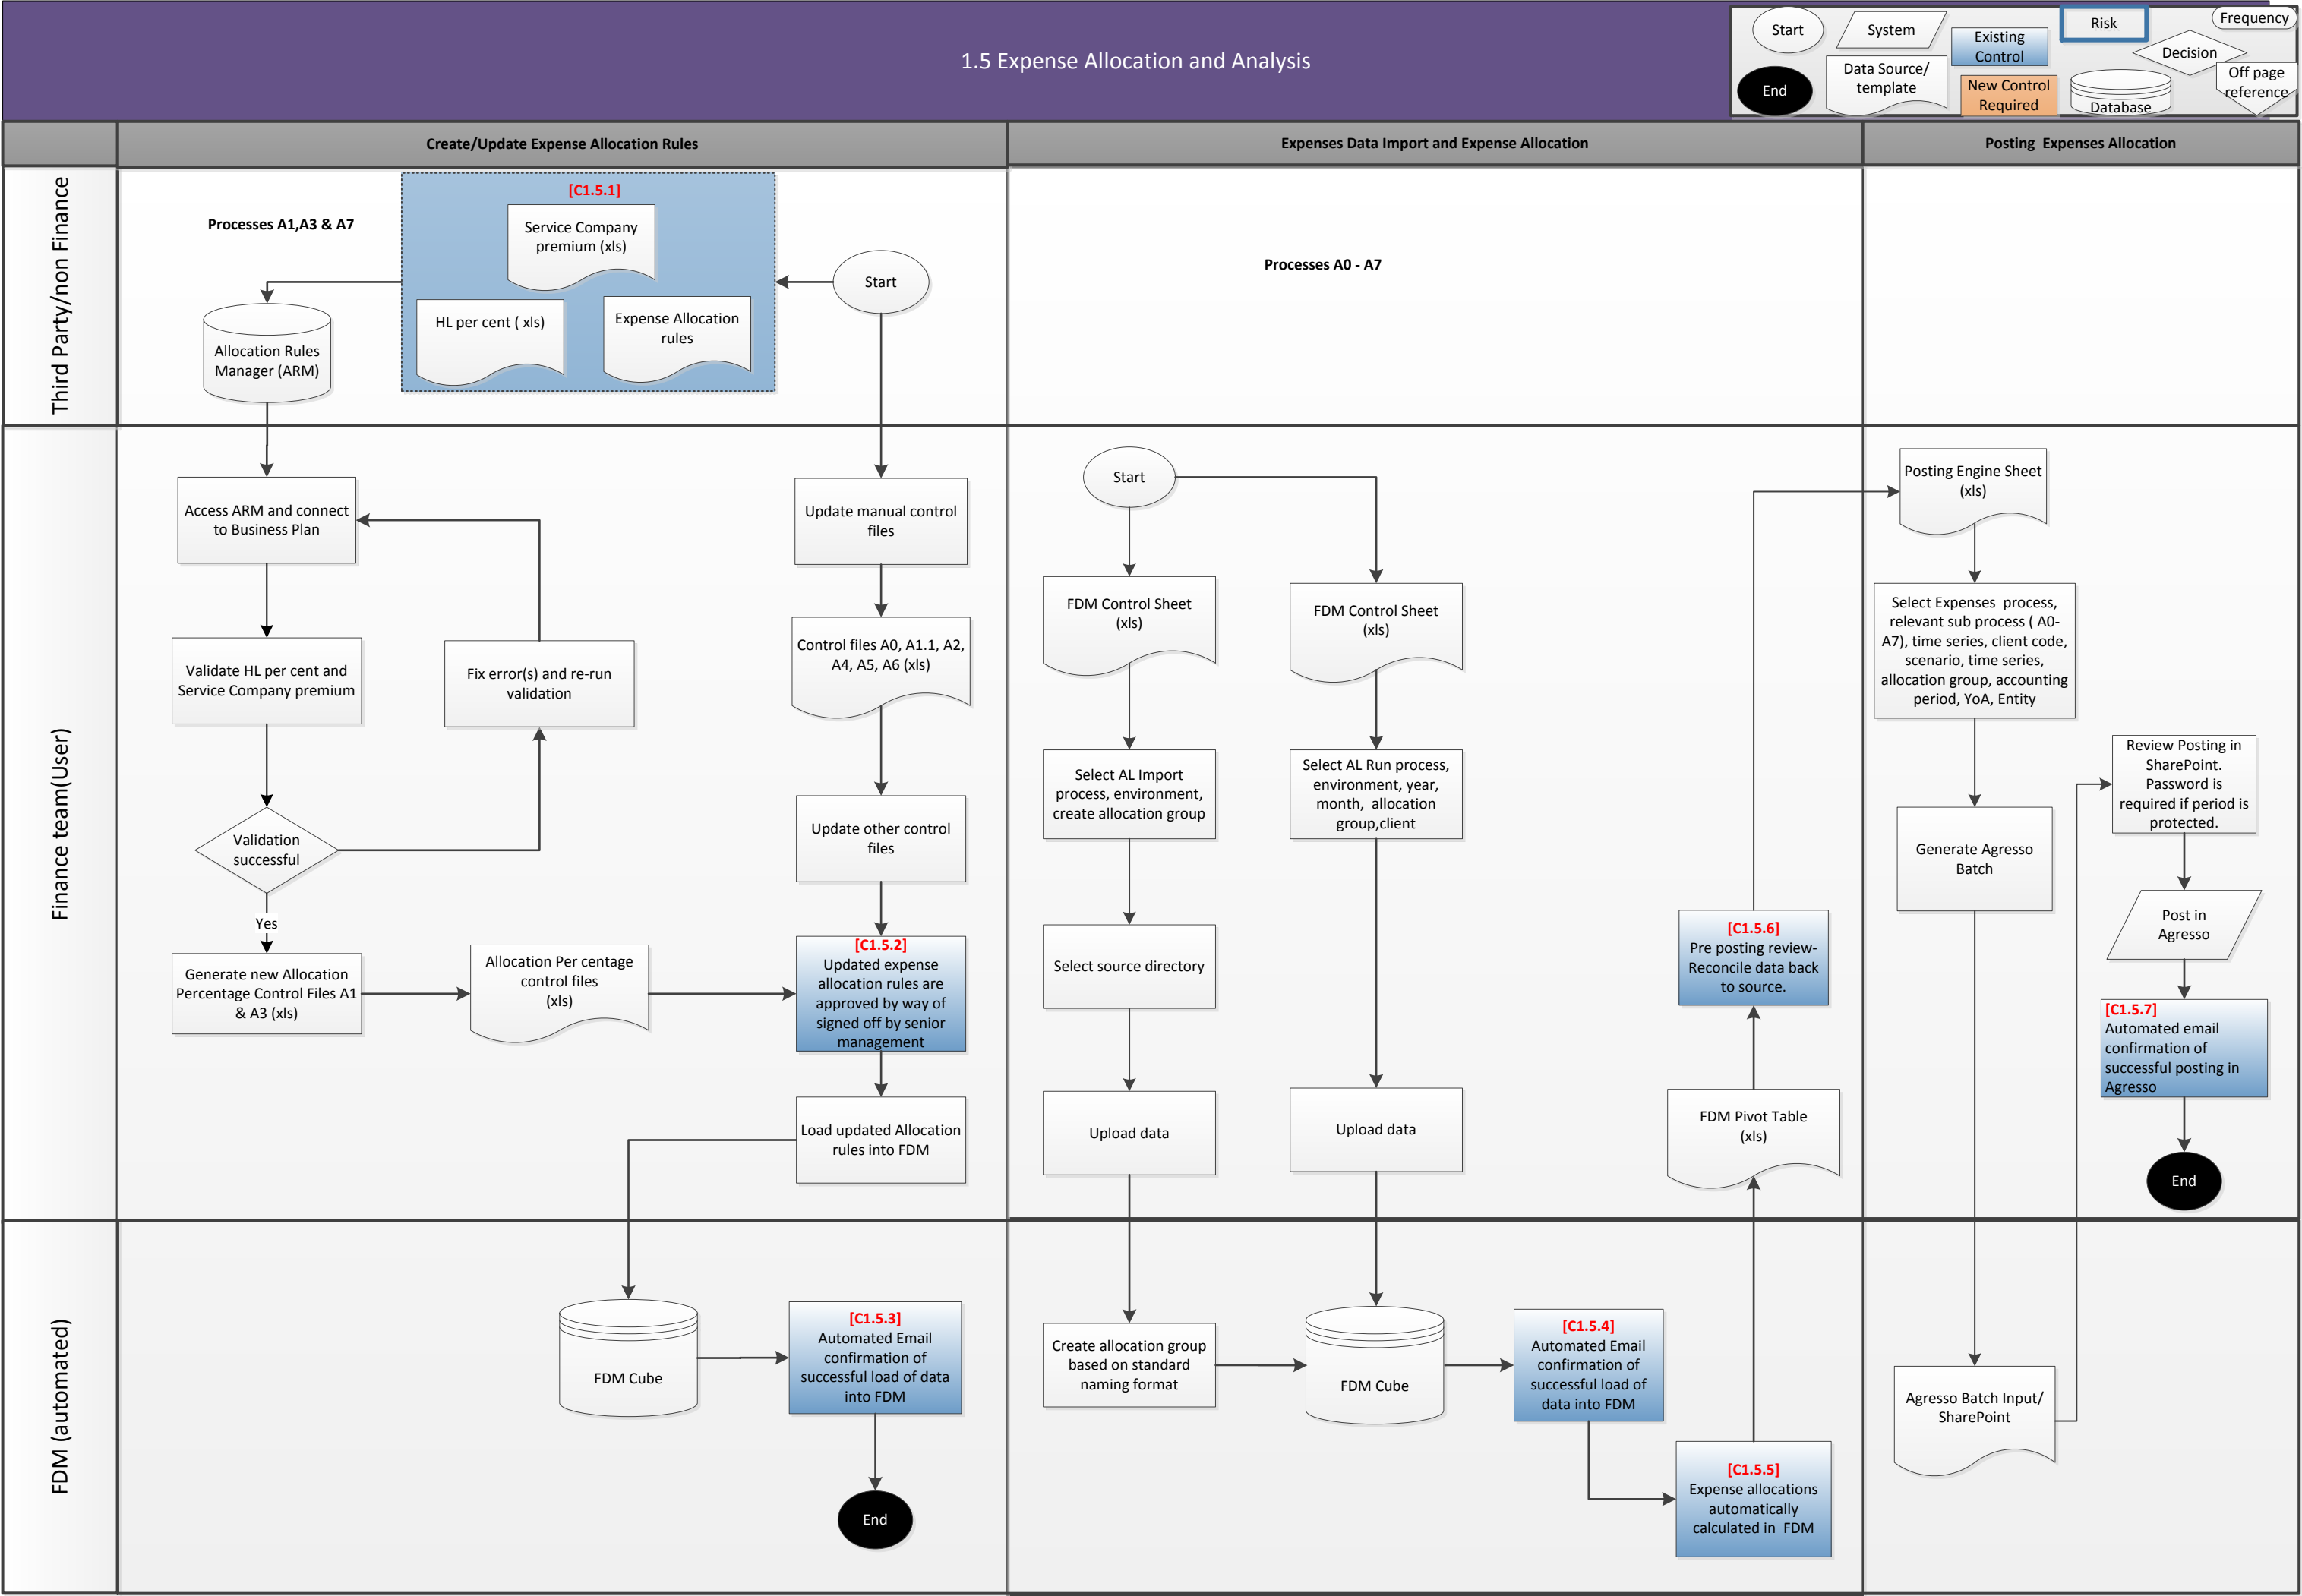 1.5 Expense Allocation and Analysis
Start
System
Existing
Control
Risk
Frequency
Decision
End
Data Source/
template
New Control
Required
Database
Off page
reference
Create/Update Expense Allocation Rules
Expenses Data Import and Expense Allocation
Posting Expenses Allocation
Third Party/non Finance
Processes A1,A3 & A7
[C1.5.1]
Service Company
premium (xls)
HL per cent ( xls)
Expense Allocation
rules
Start
Allocation Rules
Manager (ARM)
Processes A0 - A7
Finance team(User)
Access ARM and connect
to Business Plan
Validate HL per cent and
Service Company premium
Fix error(s) and re-run
validation
Validation
successful
Yes
Generate new Allocation
Percentage Control Files A1
& A3 (xls)
Allocation Per centage
control files
(xls)
Update manual control
files
Control files A0, A1.1, A2,
A4, A5, A6 (xls)
Update other control
files
[C1.5.2]
Updated expense
allocation rules are
approved by way of
signed off by senior
management
Load updated Allocation
rules into FDM
Start
FDM Control Sheet
(xls)
Select AL Import
process, environment,
create allocation group
Select source directory
Upload data
FDM Control Sheet
(xls)
Select AL Run process,
environment, year,
month, allocation
group,client
Upload data
[C1.5.6]
Pre posting review-
Reconcile data back
to source.
FDM Pivot Table
(xls)
Posting Engine Sheet
(xls)
Select Expenses process,
relevant sub process ( A0-
A7), time series, client code,
scenario, time series,
allocation group, accounting
period, YoA, Entity
Generate Agresso
Batch
Review Posting in
SharePoint.
Password is
required if period is
protected.
Post in
Agresso
[C1.5.7]
Automated email
confirmation of
successful posting in
Agresso
End
FDM (automated)
FDM Cube
[C1.5.3]
Automated Email
confirmation of
successful load of data
into FDM
End
Create allocation group
based on standard
naming format
FDM Cube
[C1.5.4]
Automated Email
confirmation of
successful load of
data into FDM
[C1.5.5]
Expense allocations
automatically
calculated in FDM
Agresso Batch Input/
SharePoint